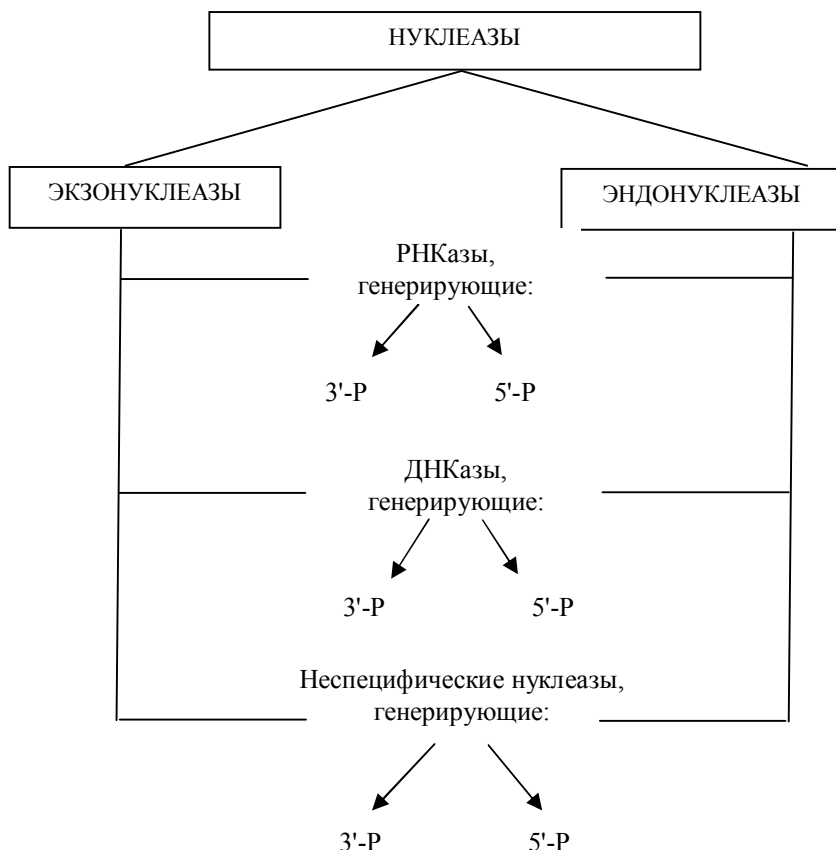 НУКЛЕАЗЫ
ЭКЗОНУКЛЕАЗЫ
ЭНДОНУКЛЕАЗЫ
РНКазы,
генерирующие:
3'-Р
5'-Р
ДНКазы,
генерирующие:
3'-Р
5'-Р
Неспецифические нуклеазы,
генерирующие:
3'-Р
5'-Р